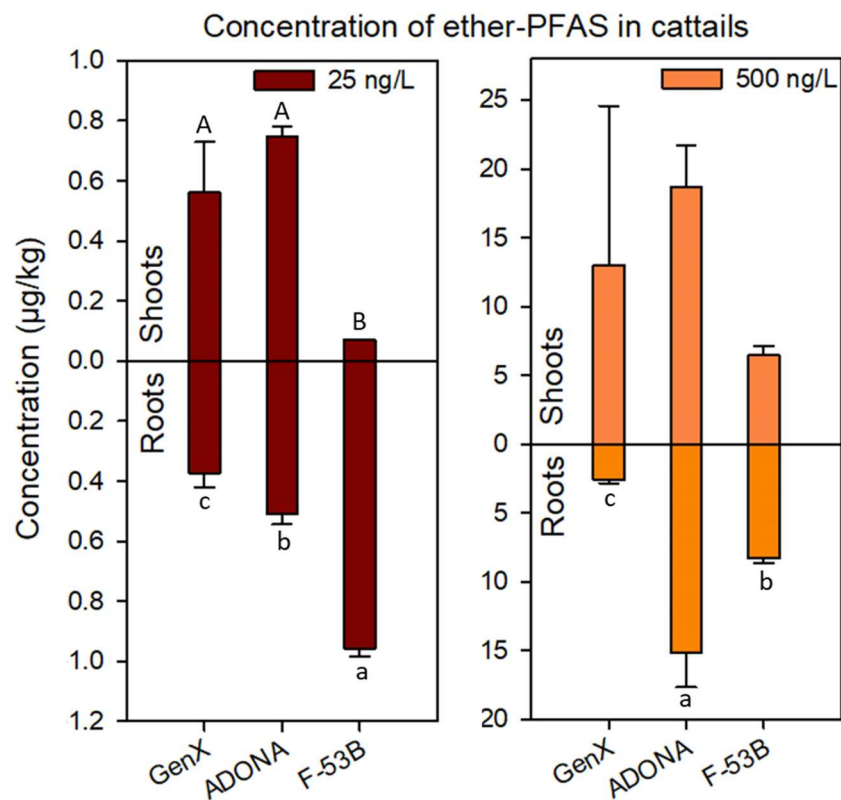 Concentration of ether-PFAS in cattails
Concentration (µg/kg)
1.0
0.8
0.6
0.4
0.2
0.0
0.2
0.4
0.6
0.8
1.0
1.2
25 ng/L
Shoots
Roots
A
A
B
c
b
a
GenX
ADONA
F-53B
25
20
15
10
5
0
5
10
15
20
500 ng/L
Shoots
Roots
c
a
b
GenX
ADONA
F-53B